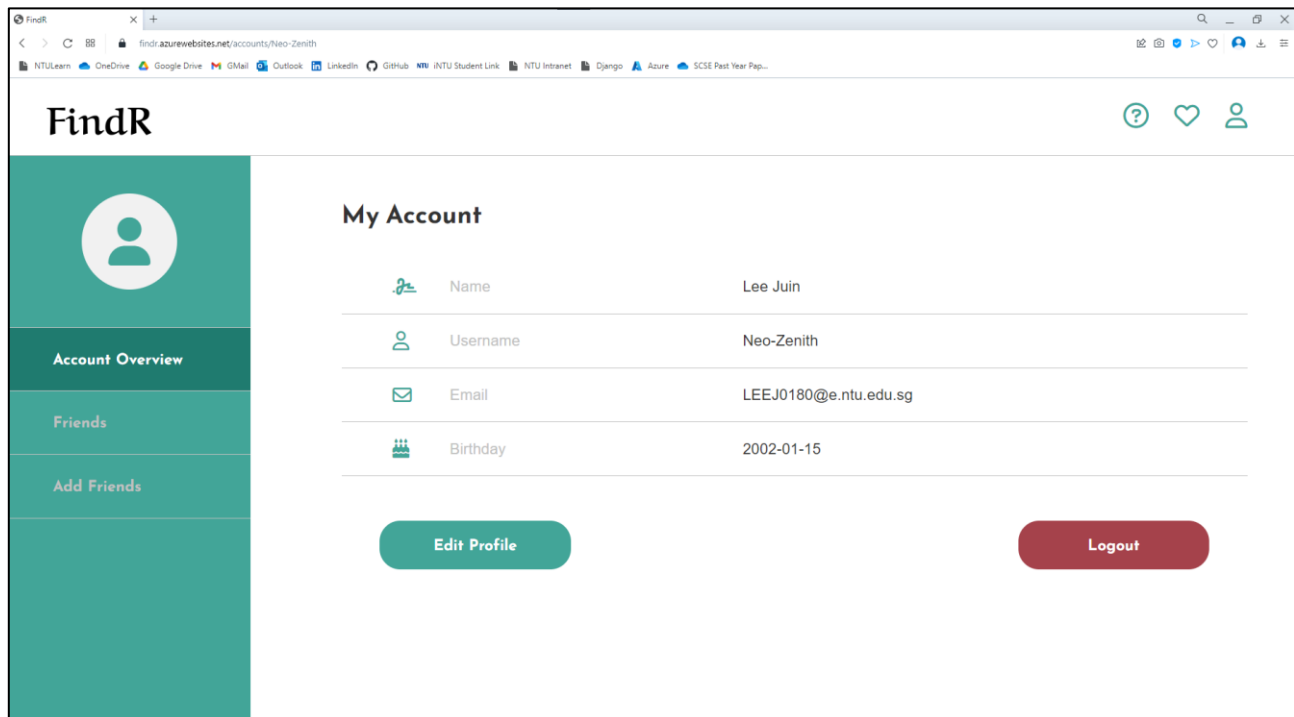 FindR
findr.azurewebsites.net/accounts/Neo-Zenith
NTULearn OneDrive Google Drive GMail Outlook LinkedIn GitHub NTU iNTU Student Link NTU Intranet Django Azure SCSE Past Year Pap...
FindR
My Account
Name Lee Juin
Username Neo-Zenith
Email LEEJ0180@e.ntu.edu.sg
Birthday 2002-01-15
Account Overview
Friends
Add Friends
Edit Profile Logout